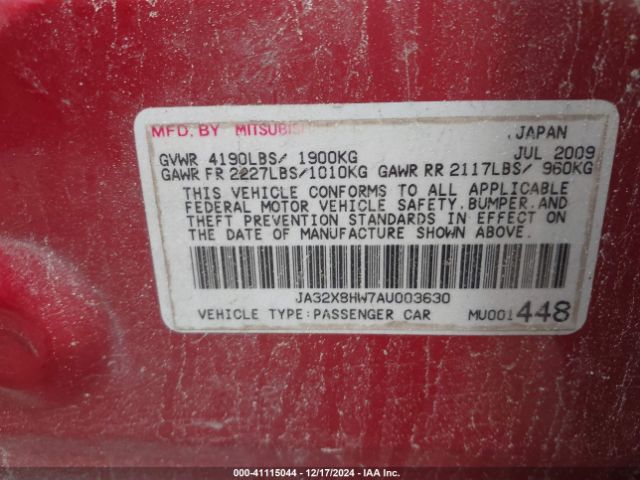 MFD. BY MITSUBIS JAPAN
GVWR 4190LBS/ 1900KG JUL 2009
GAWR FR 2227LBS/1010KG GAWR RR 2117LBS/ 960KG
THIS VEHICLE CONFORMS TO ALL APPLICABLE
FEDERAL MOTOR VEHICLE SAFETY, BUMPER, AND
THEFT PREVENTION STANDARDS IN EFFECT ON
THE DATE OF MANUFACTURE SHOWN ABOVE.
JA32X8HW7AU003630
VEHICLE TYPE:PASSENGER CAR MU001448
000-41115044 | 12/17/2024 - IAA Inc.